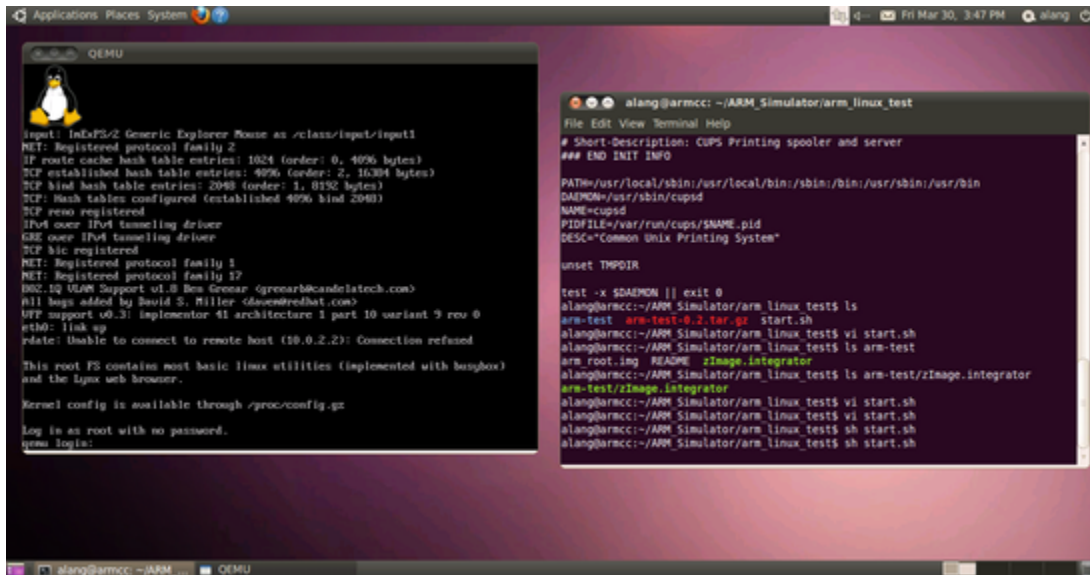 Applications Places System
Fri Mar 30, 3:47 PM alang
QEMU
input: ImExPS/2 Generic Explorer Mouse as /class/input/input1
NET: Registered protocol family 2
IP route cache hash table entries: 1024 (order: 0, 4096 bytes)
TCP established hash table entries: 4096 (order: 2, 16384 bytes)
TCP bind hash table entries: 2048 (order: 1, 8192 bytes)
TCP: Hash tables configured (established 4096 bind 2048)
TCP reno registered
IPv4 over IPv4 tunneling driver
GRE over IPv4 tunneling driver
TCP bic registered
NET: Registered protocol family 1
NET: Registered protocol family 17
802.1Q VLAN Support v1.8 Ben Greear <greearb@candelatech.com>
All bugs added by David S. Miller <davem@redhat.com>
VFP support v0.3: implementor 41 architecture 1 part 10 variant 9 rev 0
eth0: link up
rdate: Unable to connect to remote host (10.0.2.2): Connection refused
This root FS contains most basic linux utilities (implemented with busybox)
and the Lynx web browser.
Kernel config is available through /proc/config.gz
Log in as root with no password.
qemu login:
alang@armcc: ~/ARM_Simulator/arm_linux_test
File Edit View Terminal Help
# Short-Description: CUPS Printing spooler and server
### END INIT INFO
PATH=/usr/local/sbin:/usr/local/bin:/sbin:/bin:/usr/sbin:/usr/bin
DAEMON=/usr/sbin/cupsd
NAME=cupsd
PIDFILE=/var/run/cups/$NAME.pid
DESC="Common Unix Printing System"
unset TMPDIR
test -x $DAEMON || exit 0
alang@armcc:~/ARM_Simulator/arm_linux_test$ ls
arm-test arm-test-0.2.tar.gz start.sh
alang@armcc:~/ARM_Simulator/arm_linux_test$ vi start.sh
alang@armcc:~/ARM_Simulator/arm_linux_test$ ls arm-test
arm_root.img README zImage.integrator
alang@armcc:~/ARM_Simulator/arm_linux_test$ ls arm-test/zImage.integrator
arm-test/zImage.integrator
alang@armcc:~/ARM_Simulator/arm_linux_test$ vi start.sh
alang@armcc:~/ARM_Simulator/arm_linux_test$ vi start.sh
alang@armcc:~/ARM_Simulator/arm_linux_test$ sh start.sh
alang@armcc:~/ARM_Simulator/arm_linux_test$ sh start.sh
alang@armcc: ~/ARM ... QEMU